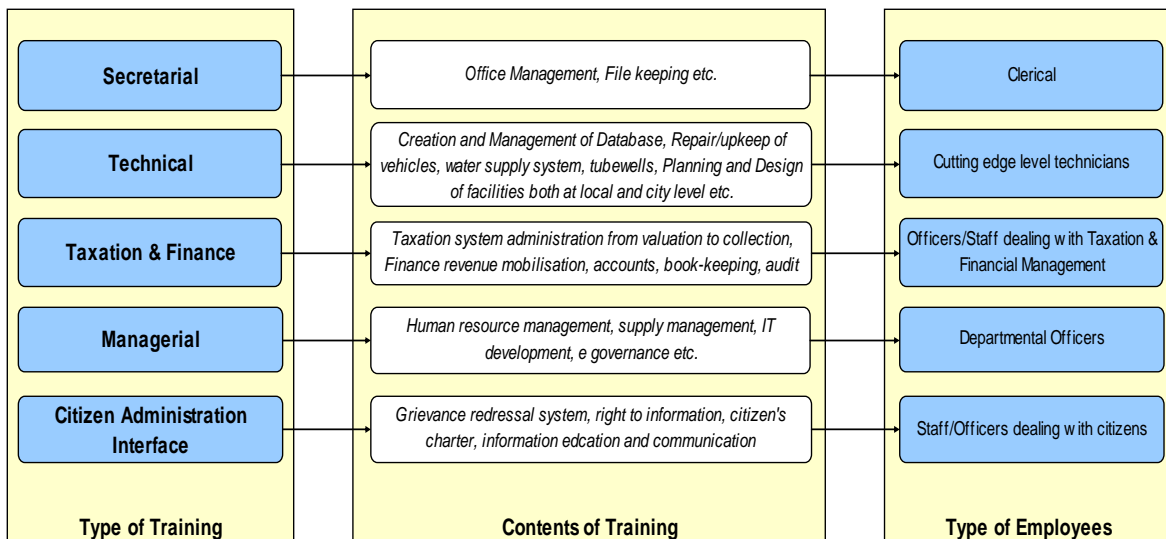 Secretarial
Office Management, File keeping etc.
Clerical
Technical
Creation and Management of Database, Repair/upkeep of
vehicles, water supply system, tubewells, Planning and Design
of facilities both at local and city level etc.
Cutting edge level technicians
Taxation & Finance
Taxation system administration from valuation to collection,
Finance revenue mobilisation, accounts, book-keeping, audit
Officers/Staff dealing with Taxation &
Financial Management
Managerial
Human resource management, supply management, IT
development, e governance etc.
Departmental Officers
Citizen Administration
Interface
Grievance redressal system, right to information, citizen's
charter, information edcation and communication
Staff/Officers dealing with citizens
Type of Training
Contents of Training
Type of Employees